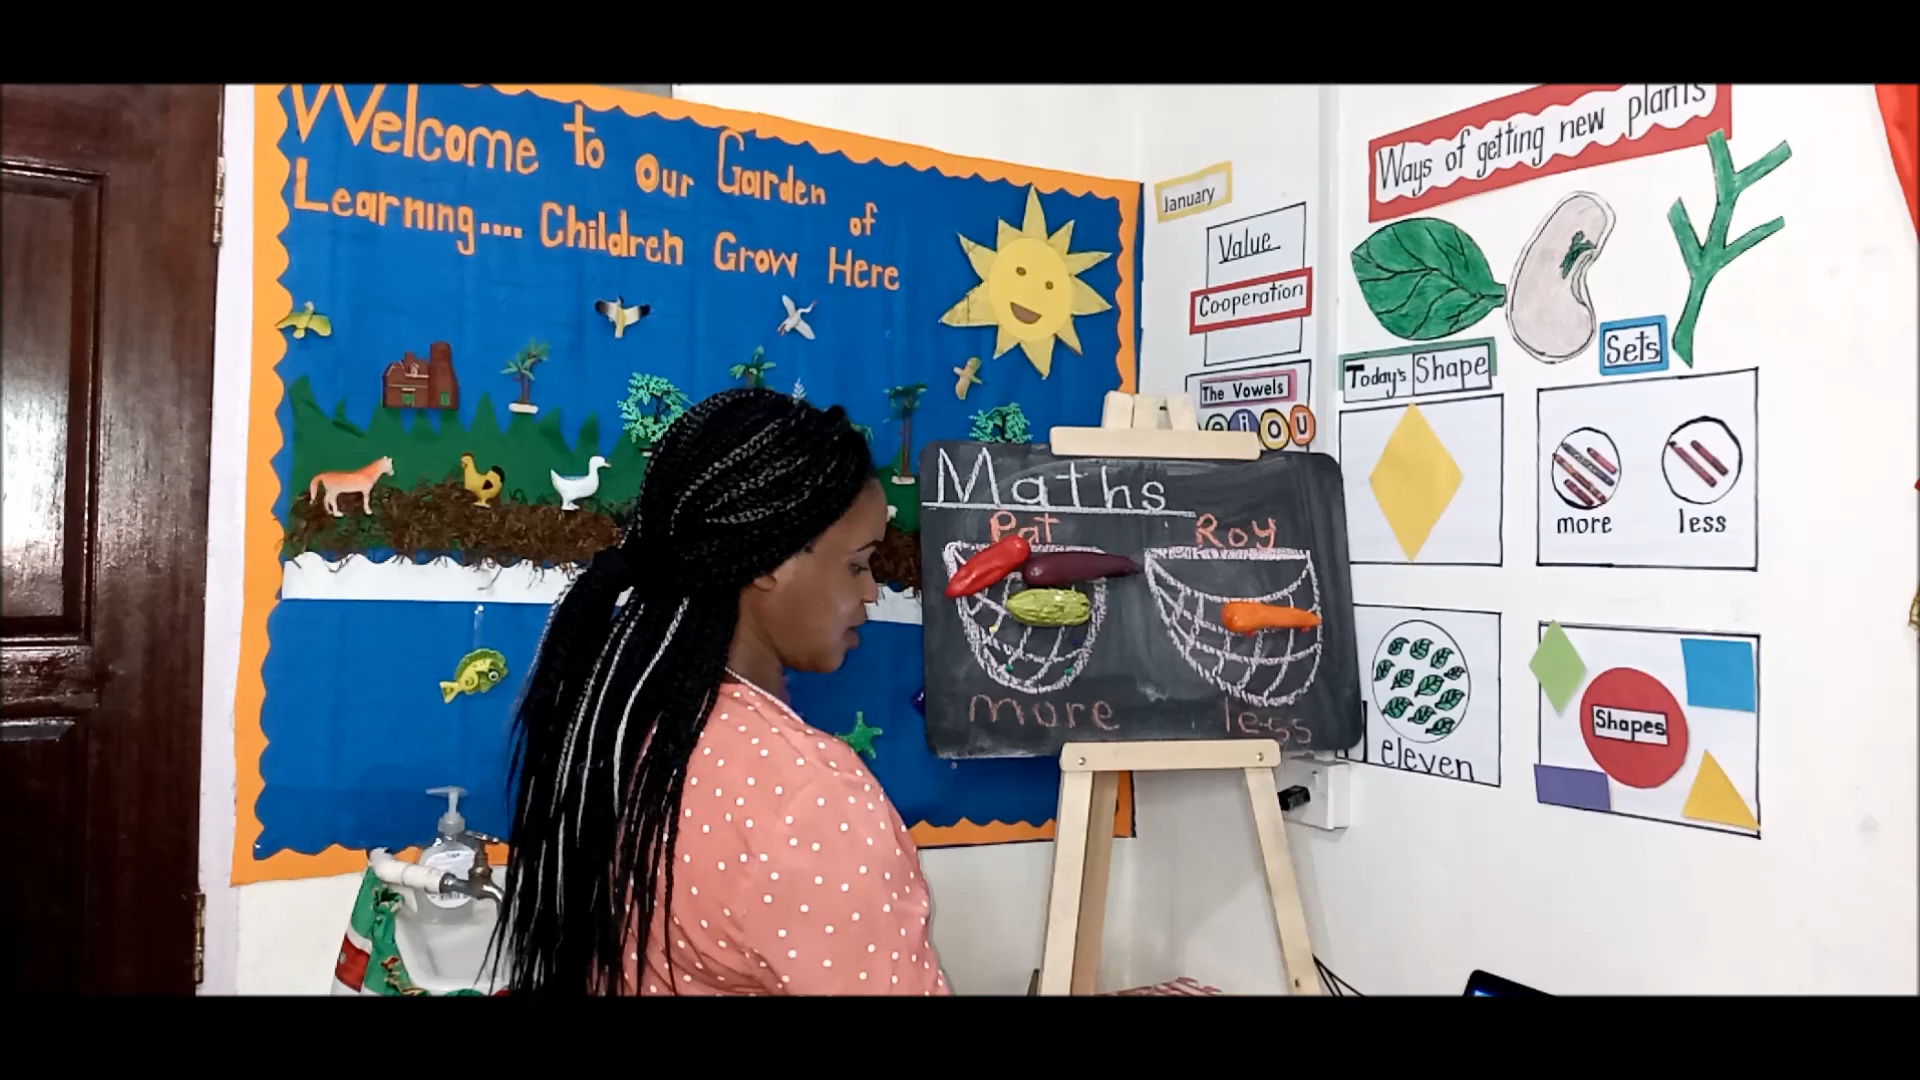 Welcome to our Garden of
Learning.... Children Grow Here
January
Value
Cooperation
The Vowels
i o u
Ways of getting new plants
Today's Shape
Sets
more
less
eleven
Shapes
Maths
Pat
Roy
more
less